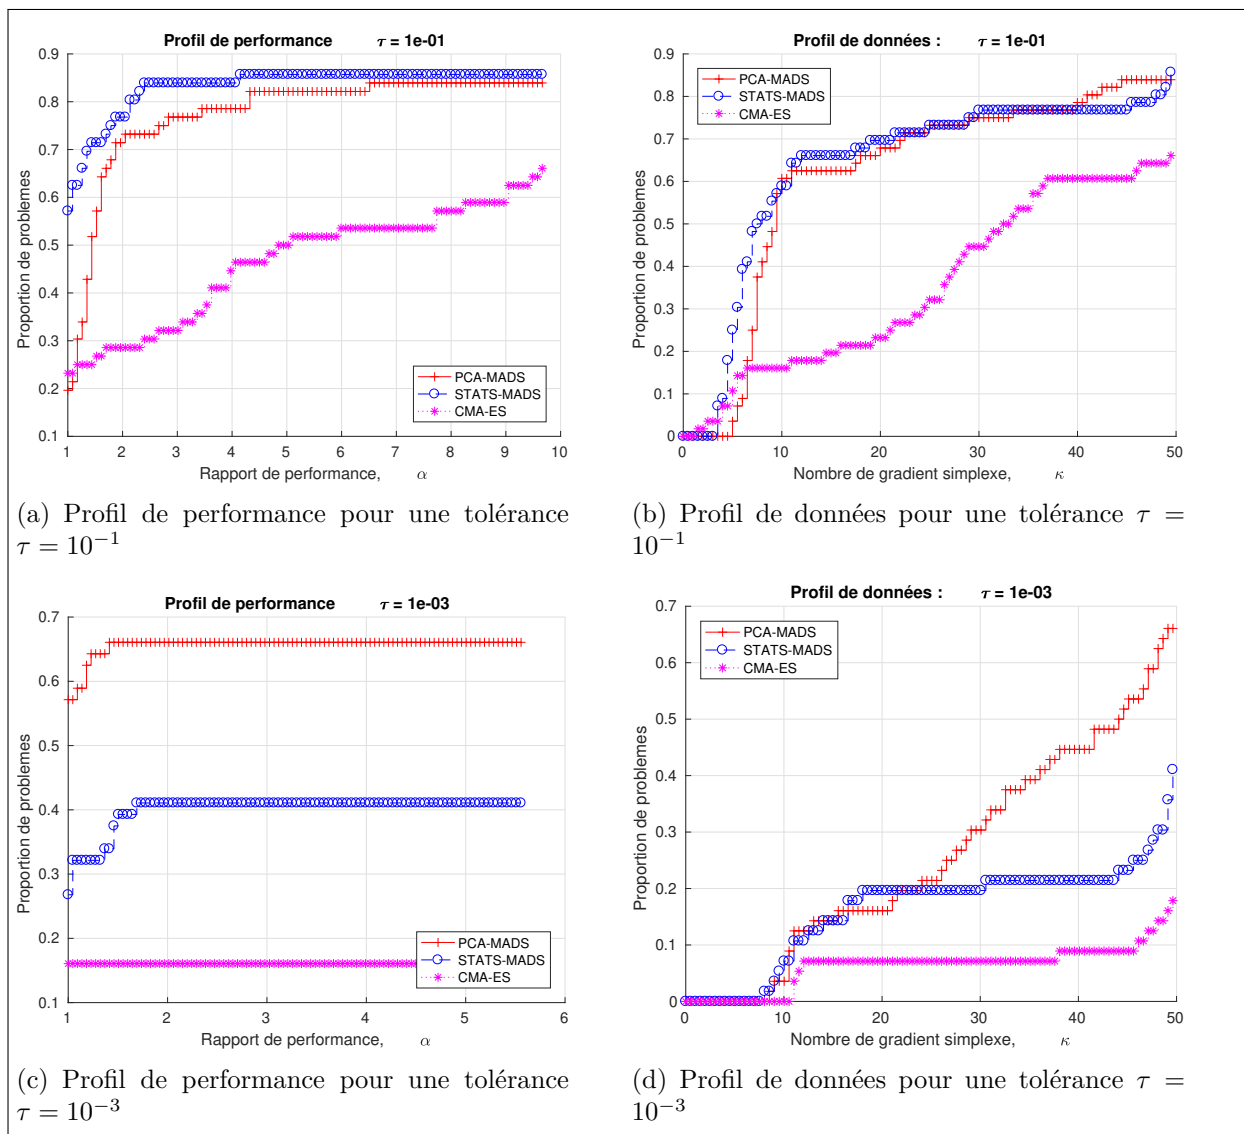 Profil de performance τ = 1e-01
0.9
0.8
0.7
0.6
0.5
0.4
0.3
0.2
0.1
Proportion de problèmes
PCA-MADS
STATS-MADS
CMA-ES
1 2 3 4 5 6 7 8 9 10
Rapport de performance, α
(a) Profil de performance pour une tolérance
τ = 10⁻¹
Profil de données : τ = 1e-01
0.9
0.8
0.7
0.6
0.5
0.4
0.3
0.2
0.1
0
Proportion de problèmes
PCA-MADS
STATS-MADS
CMA-ES
0 10 20 30 40 50
Nombre de gradient simplexe, κ
(b) Profil de données pour une tolérance τ =
10⁻¹
Profil de performance τ = 1e-03
0.7
0.6
0.5
0.4
0.3
0.2
0.1
Proportion de problèmes
PCA-MADS
STATS-MADS
CMA-ES
1 2 3 4 5 6
Rapport de performance, α
(c) Profil de performance pour une tolérance
τ = 10⁻³
Profil de données : τ = 1e-03
0.7
0.6
0.5
0.4
0.3
0.2
0.1
0
Proportion de problèmes
PCA-MADS
STATS-MADS
CMA-ES
0 10 20 30 40 50
Nombre de gradient simplexe, κ
(d) Profil de données pour une tolérance τ =
10⁻³